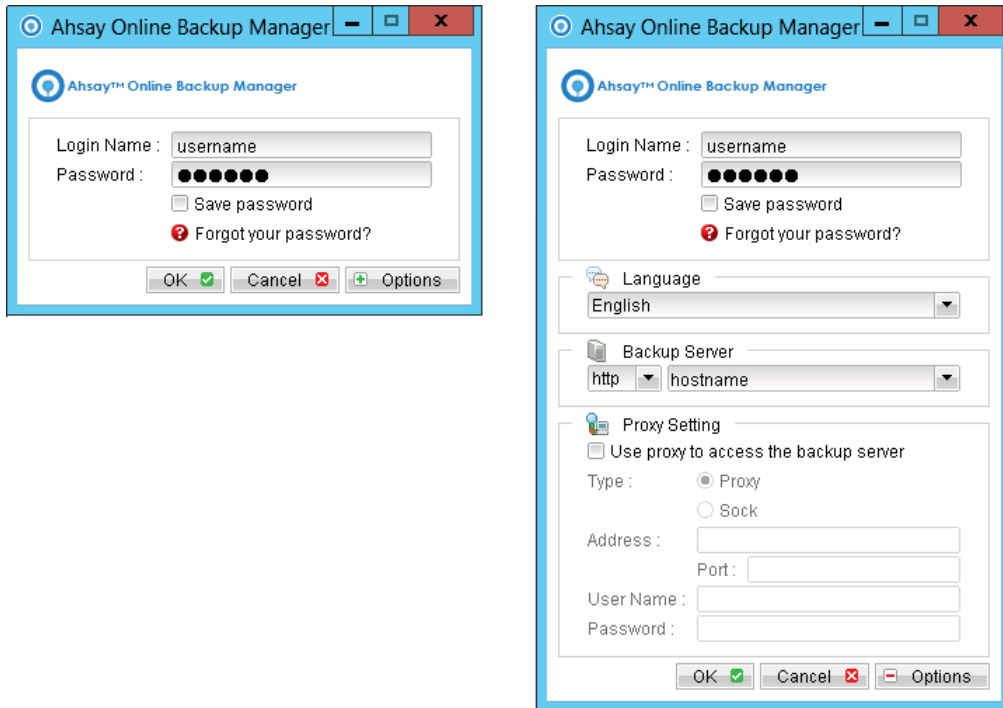 Ahsay Online Backup Manager
Ahsay™ Online Backup Manager
Login Name : username
Password : ●●●●●●
Save password
Forgot your password?
OK Cancel Options
Ahsay Online Backup Manager
Ahsay™ Online Backup Manager
Login Name : username
Password : ●●●●●●
Save password
Forgot your password?
Language
English
Backup Server
http hostname
Proxy Setting
Use proxy to access the backup server
Type : Proxy
Sock
Address :
Port :
User Name :
Password :
OK Cancel Options